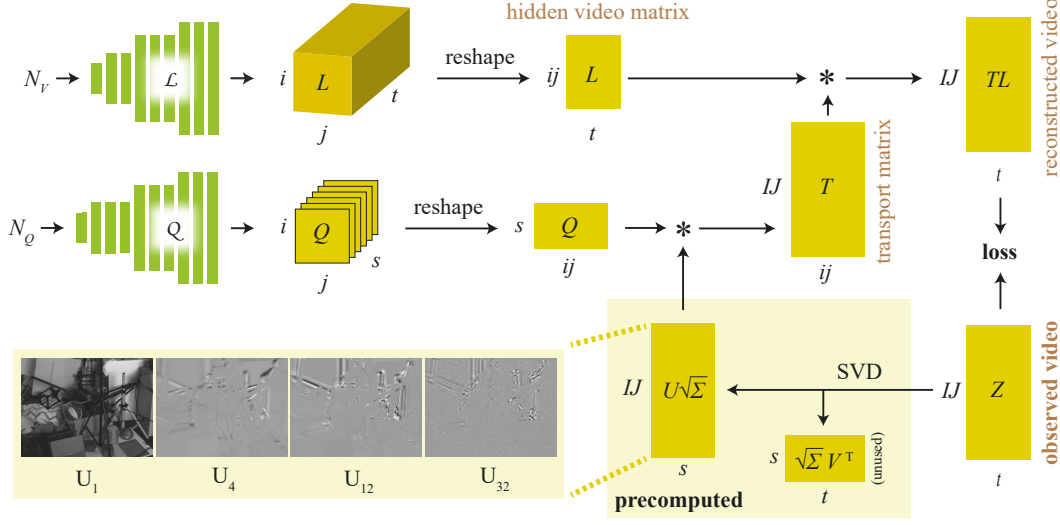 hidden video matrix
reconstructed video
N_V
ℒ
i
L
t
j
reshape
ij
L
t
*
IJ
TL
t
N_Q
Q
i
Q
s
j
reshape
s
Q
ij
*
IJ
T
ij
transport matrix
loss
observed video
IJ
U√Σ
s
SVD
IJ
Z
t
s
√Σ V^T
t
(unused)
precomputed
U_1
U_4
U_12
U_32